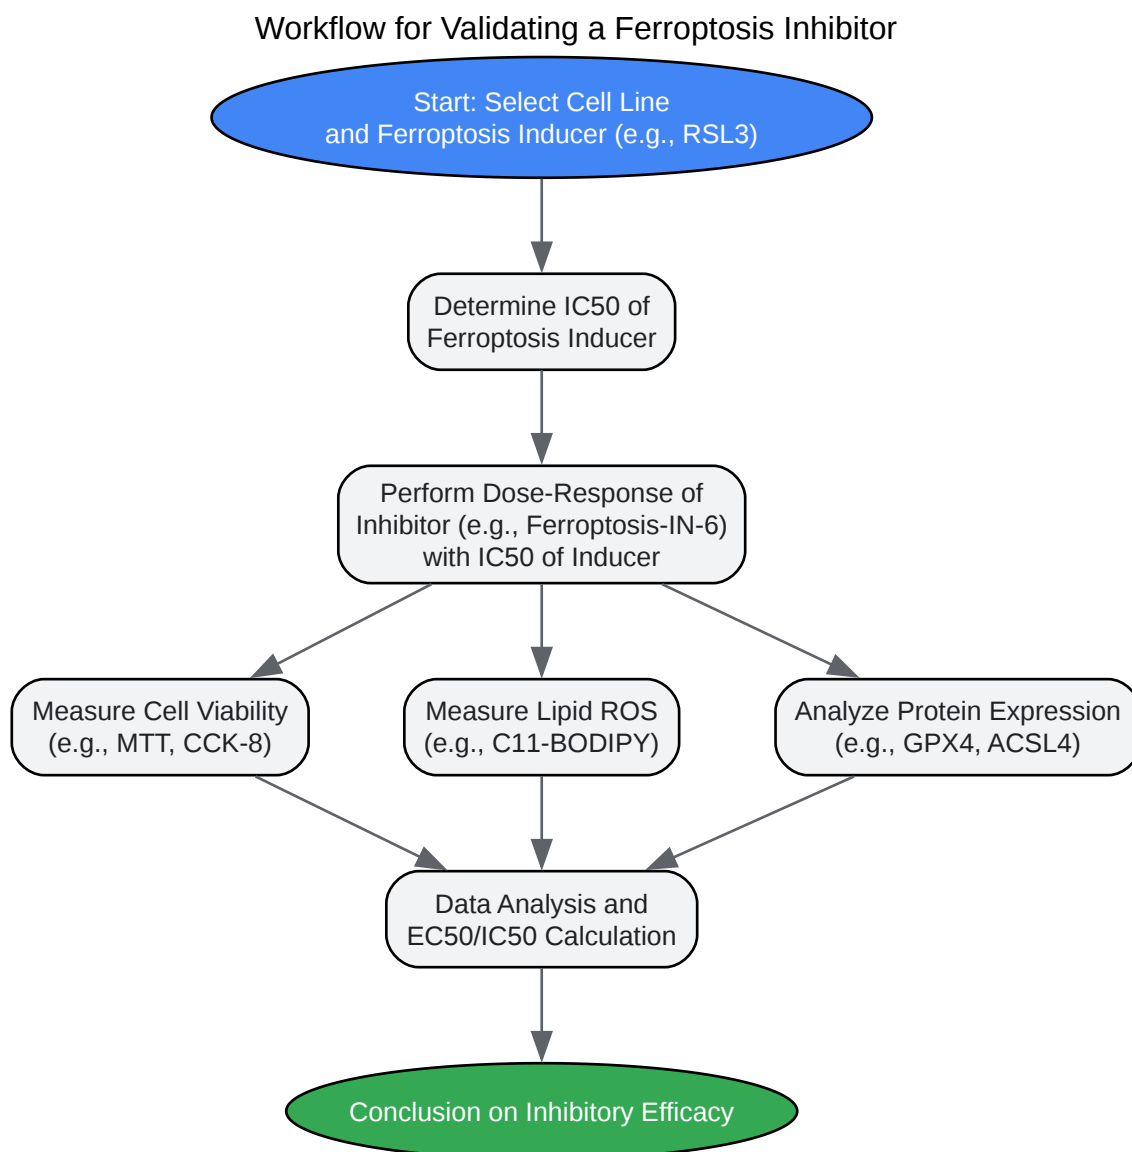 Workflow for Validating a Ferroptosis Inhibitor
Start: Select Cell Line
and Ferroptosis Inducer (e.g., RSL3)
Determine IC50 of
Ferroptosis Inducer
Perform Dose-Response of
Inhibitor (e.g., Ferroptosis-IN-6)
with IC50 of Inducer
Measure Cell Viability
(e.g., MTT, CCK-8)
Measure Lipid ROS
(e.g., C11-BODIPY)
Analyze Protein Expression
(e.g., GPX4, ACSL4)
Data Analysis and
EC50/IC50 Calculation
Conclusion on Inhibitory Efficacy